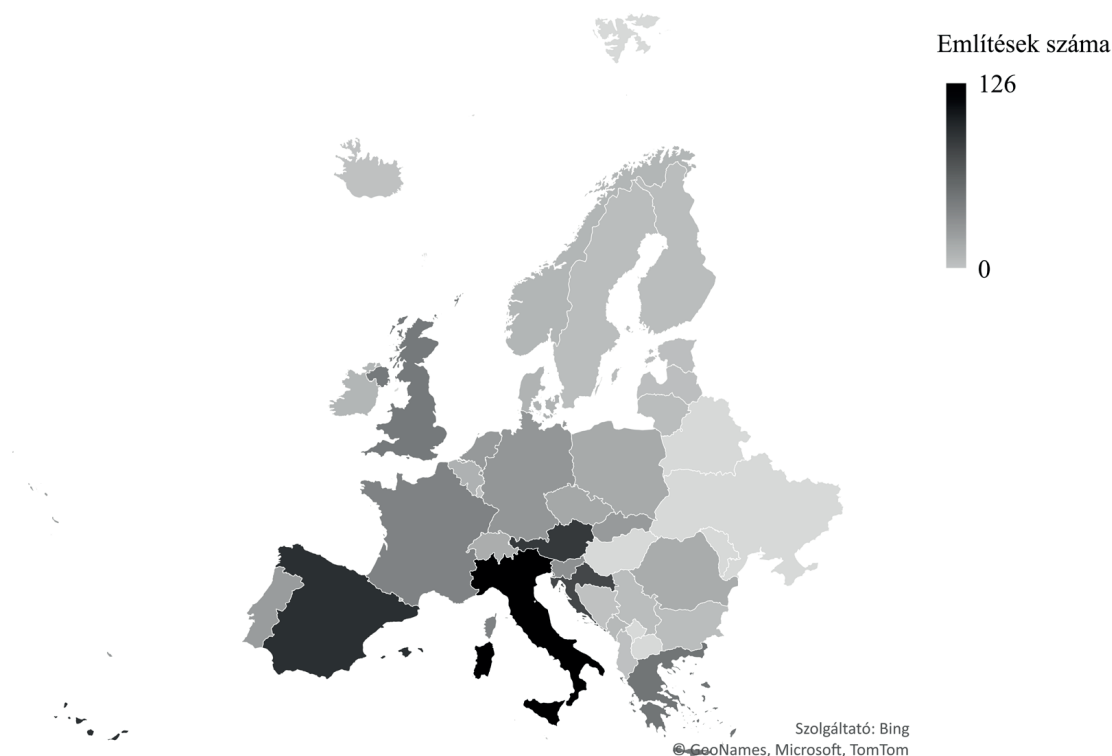 Említések száma
126
0
Szolgáltató: Bing
© GeoNames, Microsoft, TomTom